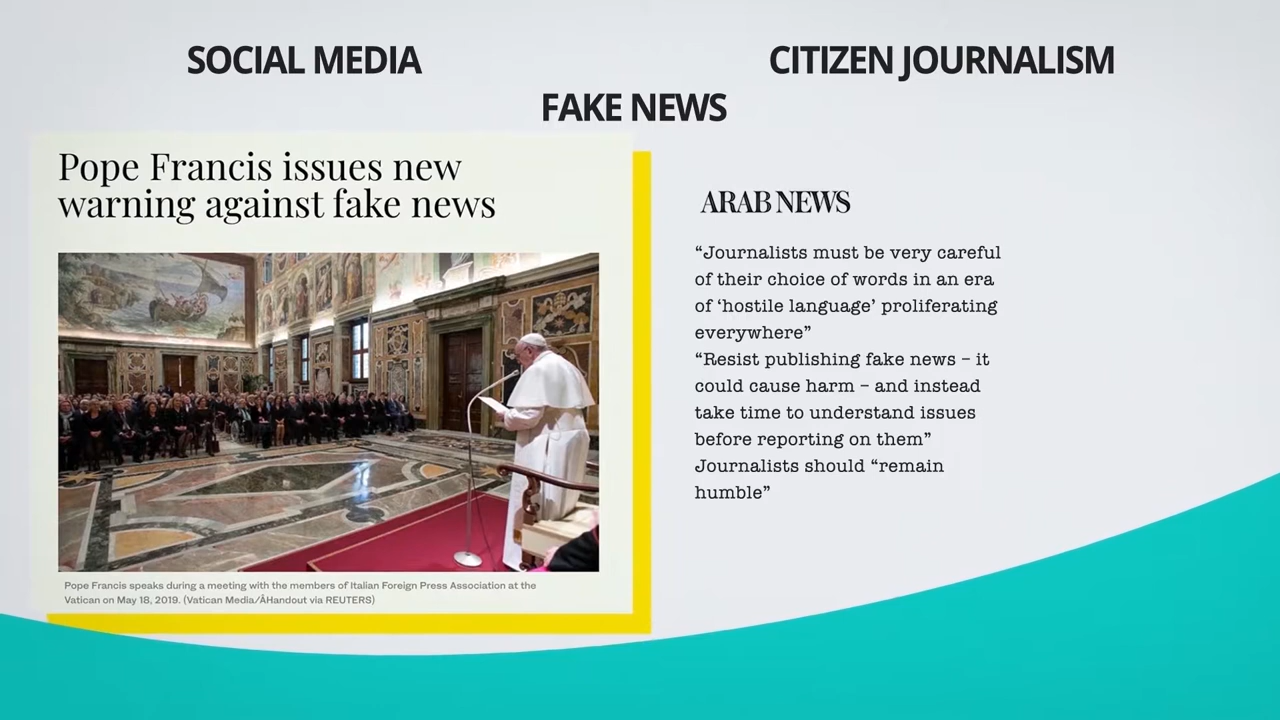 SOCIAL MEDIA
CITIZEN JOURNALISM
FAKE NEWS
Pope Francis issues new
warning against fake news
Pope Francis speaks during a meeting with the members of Italian Foreign Press Association at the
Vatican on May 18, 2019. (Vatican Media/ÂHandout via REUTERS)
ARAB NEWS
“Journalists must be very careful
of their choice of words in an era
of ‘hostile language’ proliferating
everywhere”
“Resist publishing fake news – it
could cause harm – and instead
take time to understand issues
before reporting on them”
Journalists should “remain
humble”